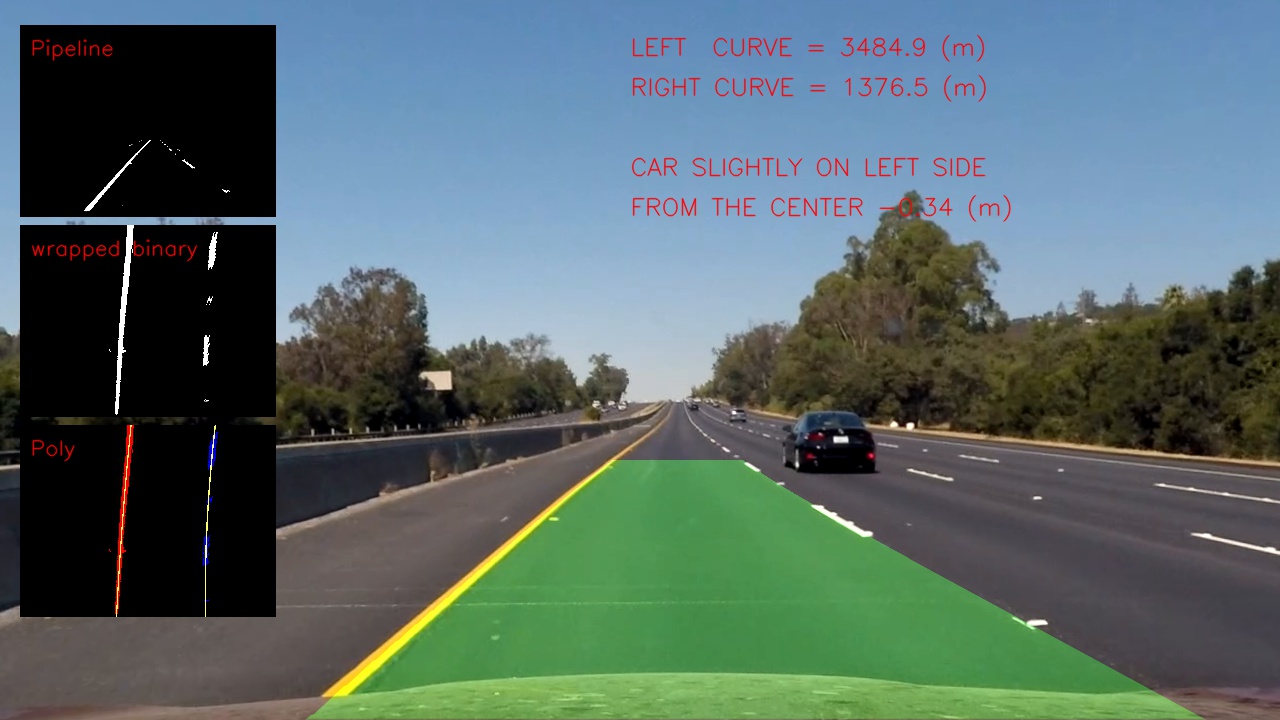 Pipeline
wrapped binary
Poly
LEFT CURVE = 3484.9 (m)
RIGHT CURVE = 1376.5 (m)
CAR SLIGHTLY ON LEFT SIDE
FROM THE CENTER -0.34 (m)